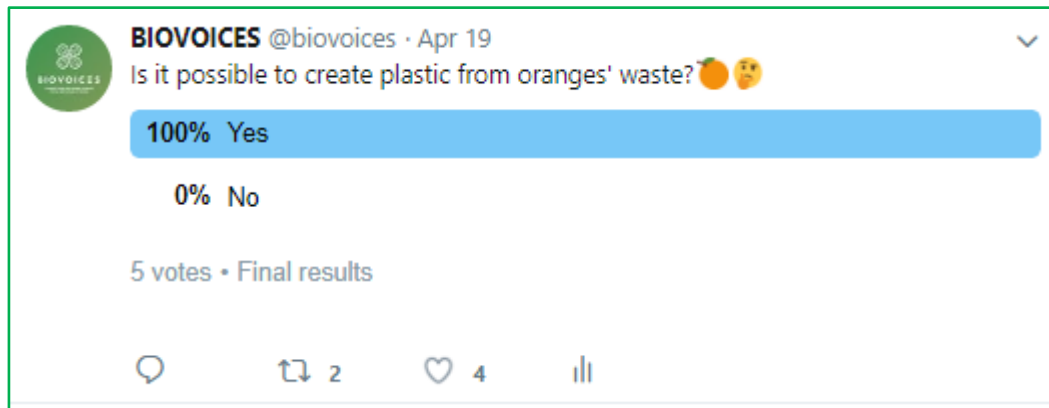 BIOVOICES @biovoices · Apr 19
Is it possible to create plastic from oranges' waste?🍊🤔
BIOVOICES
100% Yes
0% No
5 votes • Final results
2 4